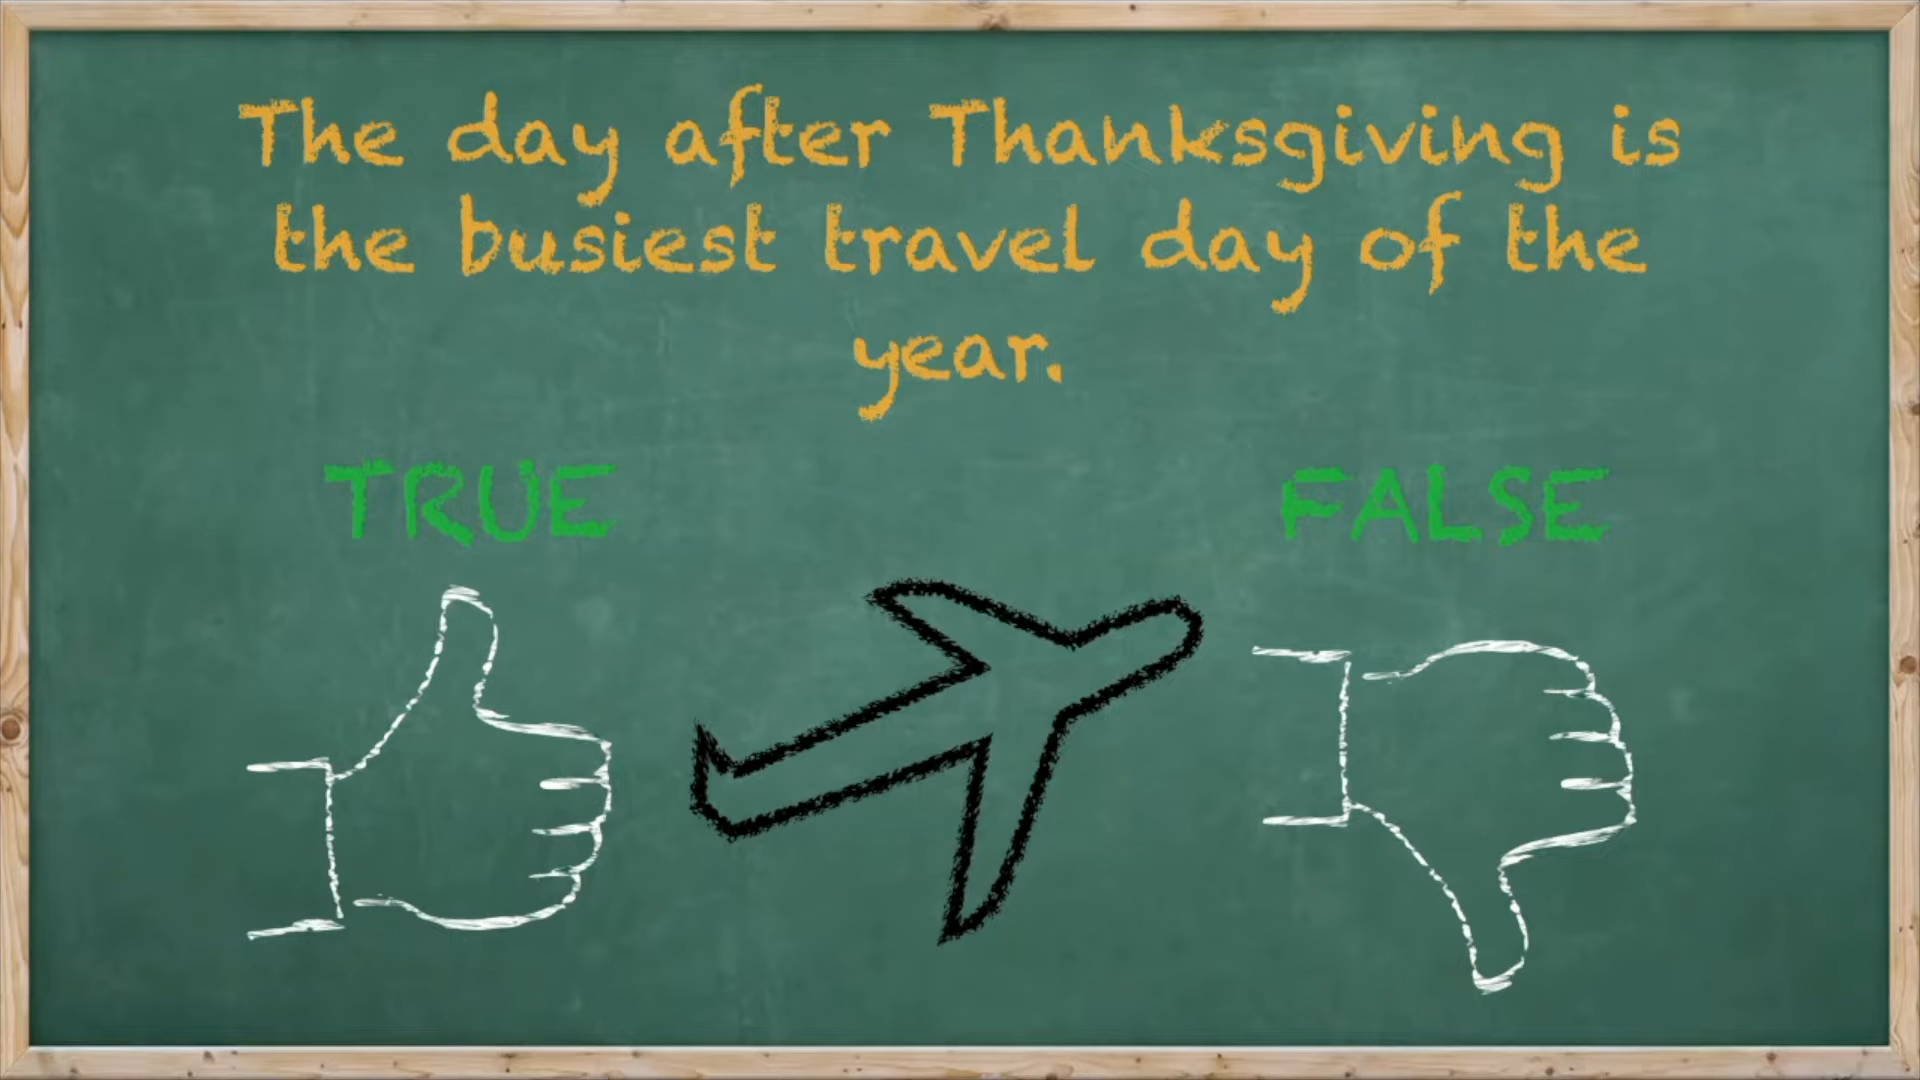 The day after Thanksgiving is
the busiest travel day of the
year.
TRUE
FALSE